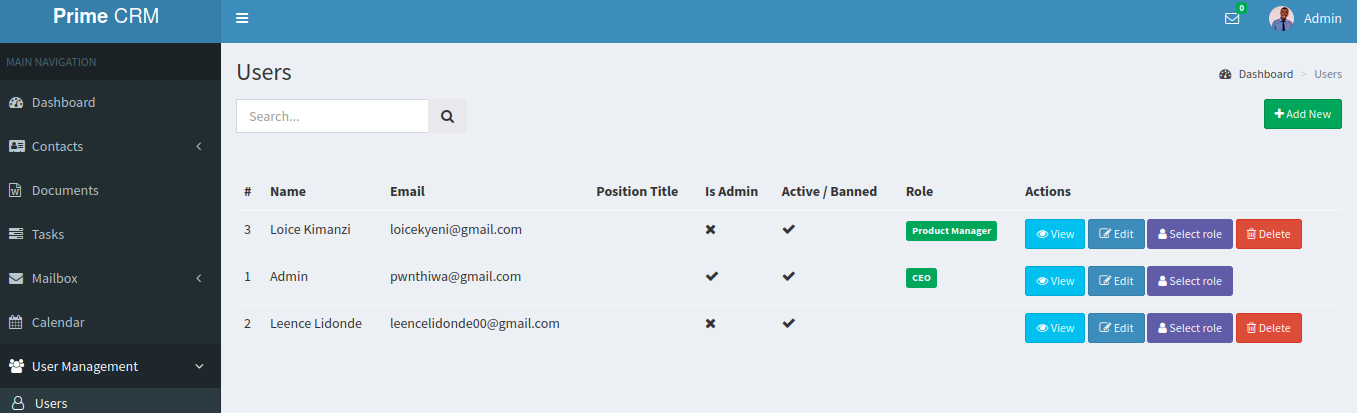 Prime CRM
0
Admin
MAIN NAVIGATION
Dashboard
Contacts
Documents
Tasks
Mailbox
Calendar
User Management
Users
Users
Dashboard > Users
Search...
Add New
# Name Email Position Title Is Admin Active / Banned Role Actions
3 Loice Kimanzi loicekyeni@gmail.com Product Manager View Edit Select role Delete
1 Admin pwnthiwa@gmail.com CEO View Edit Select role
2 Leence Lidonde leencelidonde00@gmail.com View Edit Select role Delete